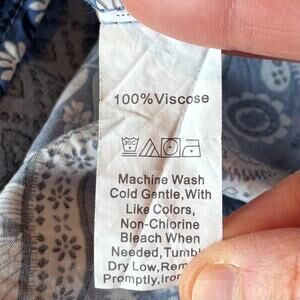 100%Viscose
30C
Machine Wash
Cold Gentle,With
Like Colors,
Non-Chlorine
Bleach When
Needed,Tumble
Dry Low,Rem
Promptly,Iron